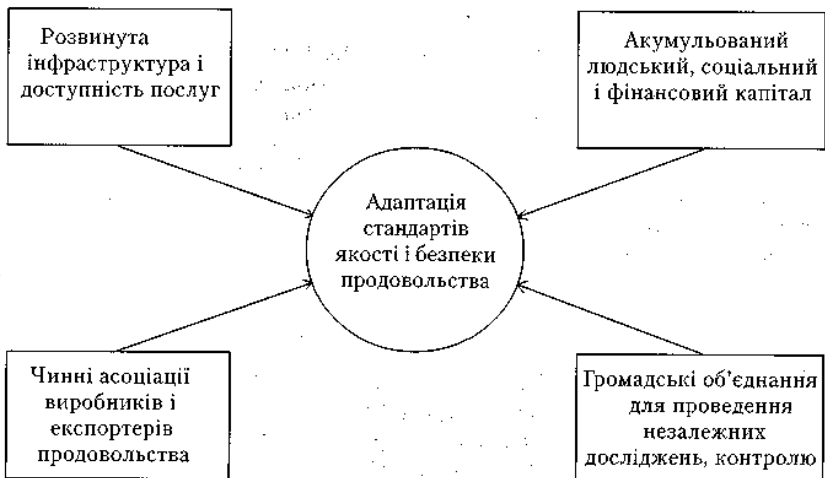 Розвинута
інфраструктура і
доступність послуг
Акумульований
людський, соціальний
і фінансовий капітал
Адаптація
стандартів
якості і безпеки
продовольства
Чинні асоціації
виробників і
експортерів
продовольства
Громадські об'єднання
для проведення
незалежних
досліджень, контролю